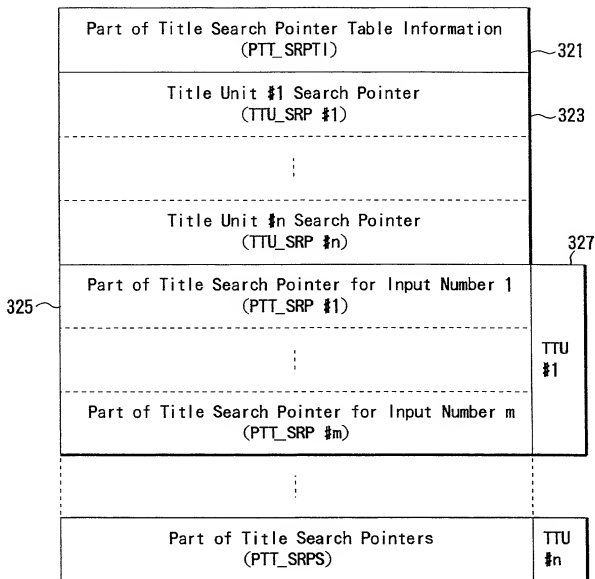 Part of Title Search Pointer Table Information
(PTT_SRPTI)
321
Title Unit #1 Search Pointer
(TTU_SRP #1)
323
Title Unit #n Search Pointer
(TTU_SRP #n)
327
Part of Title Search Pointer for Input Number 1
(PTT_SRP #1)
325
TTU
#1
Part of Title Search Pointer for Input Number m
(PTT_SRP #m)
Part of Title Search Pointers
(PTT_SRPS)
TTU
#n